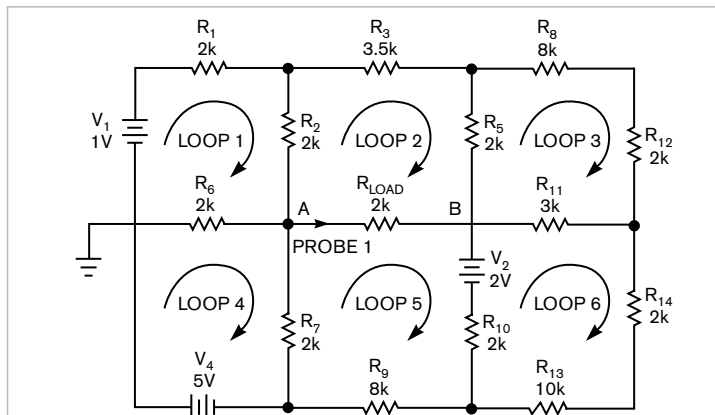 R1
2k
R3
3.5k
R8
8k
V1
1V
LOOP 1
R2
2k
LOOP 2
R5
2k
LOOP 3
R12
2k
R6
2k
A
RLOAD
2k
B
R11
3k
PROBE 1
V2
2V
LOOP 4
R7
2k
LOOP 5
R10
2k
LOOP 6
R14
2k
V4
5V
R9
8k
R13
10k